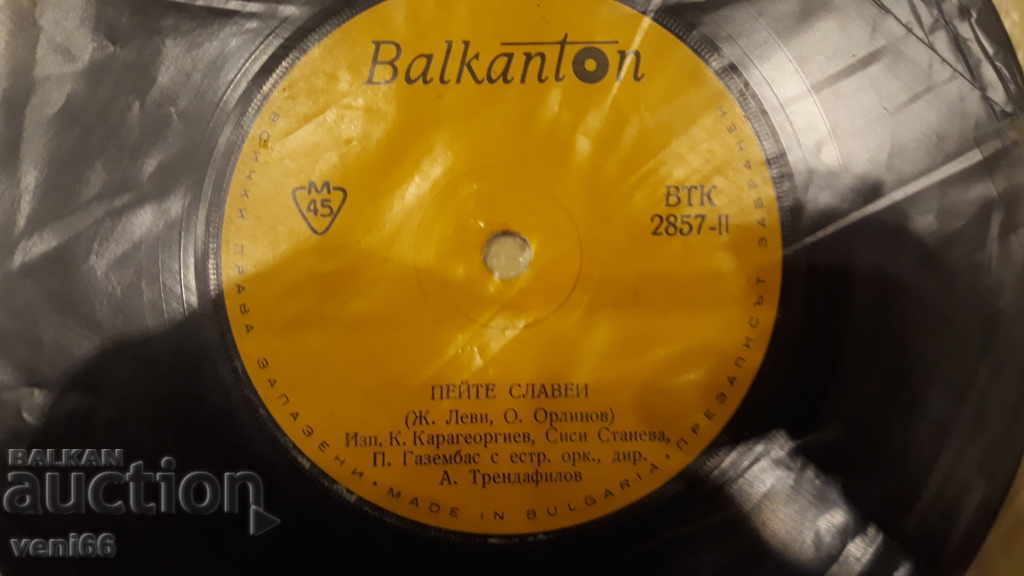 Balkanton
M
45
ВТК
2857-II
ПЕЙТЕ СЛАВЕИ
(Ж. Леви, О. Орлинов)
Изп. К. Карагеоргиев, Сиси Станева,
П. Газембас с естр. орк., дир.
А. Трендафилов
ВСИЧКИ ПРАВА ЗАПАЗЕНИ • MADE IN BULGARIA • ПРЕЗАПИСЪТ ЗАБРАНЕН
BALKAN
auction
veni66